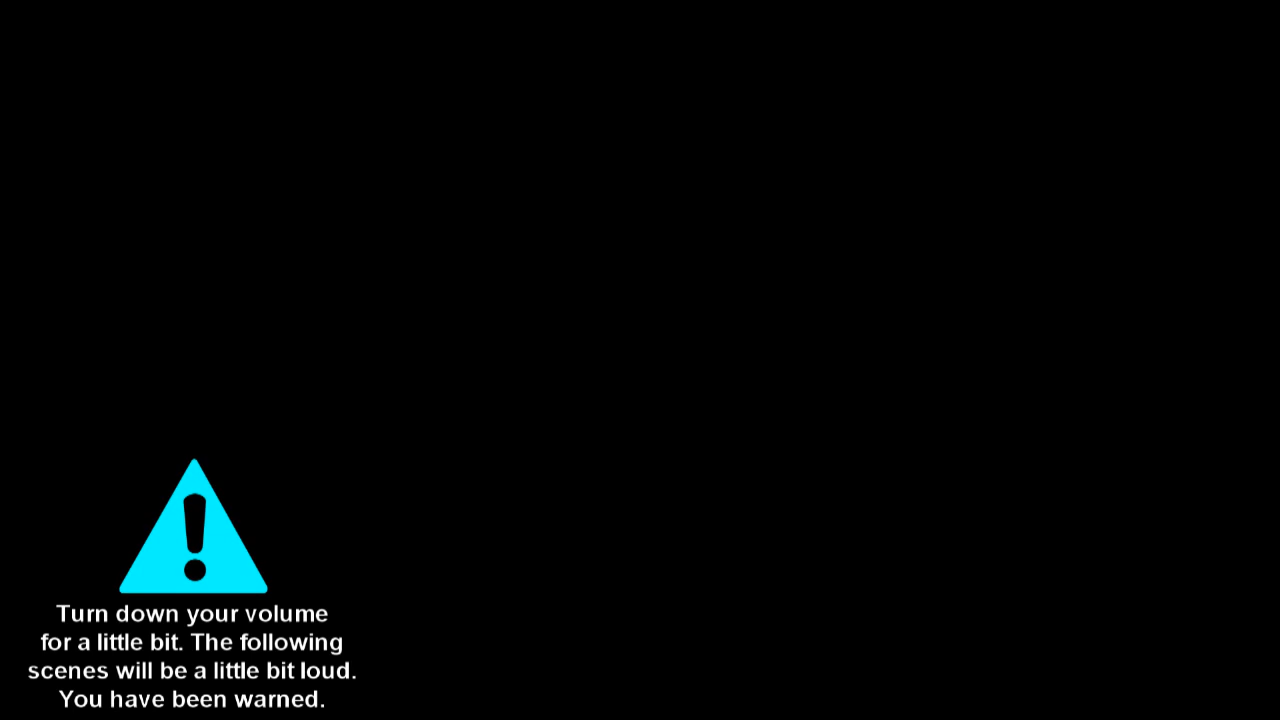 Turn down your volume
for a little bit. The following
scenes will be a little bit loud.
You have been warned.